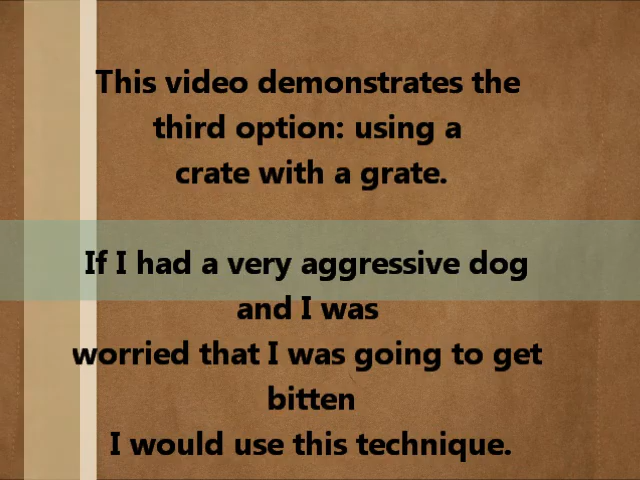 This video demonstrates the
third option: using a
crate with a grate.
If I had a very aggressive dog
and I was
worried that I was going to get
bitten
I would use this technique.